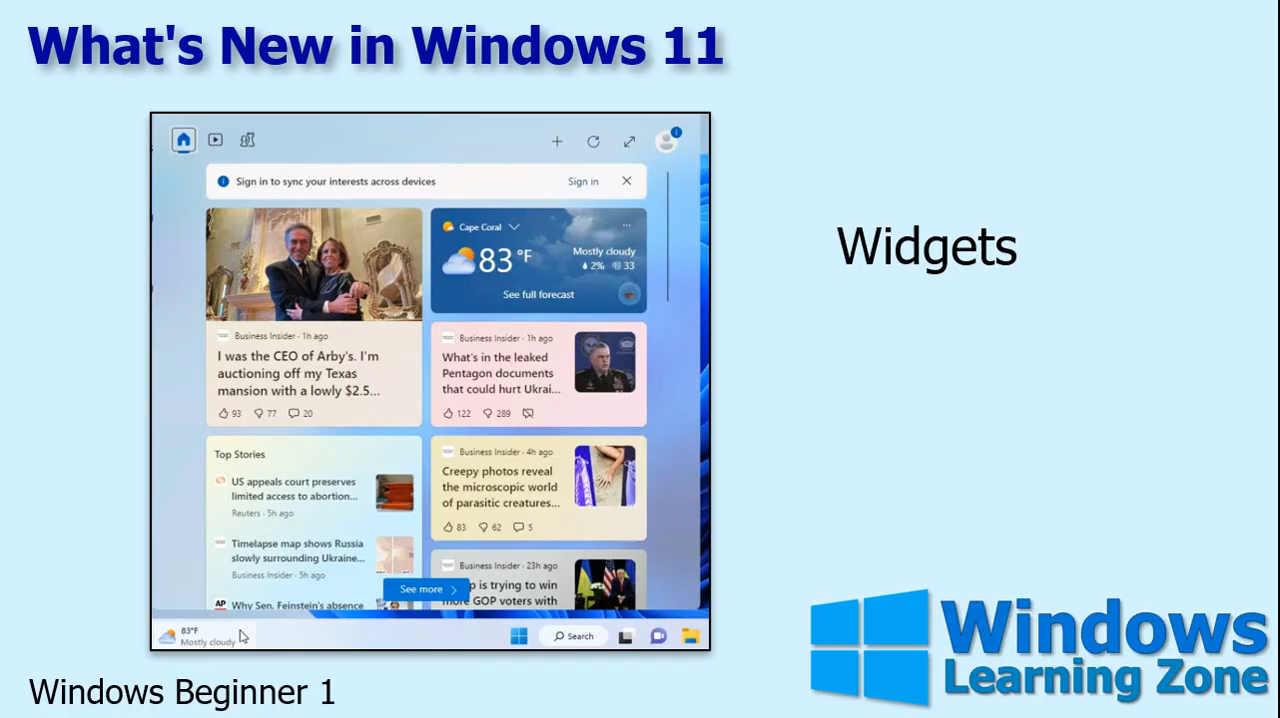 What's New in Windows 11
Sign in to sync your interests across devices
Sign in
Cape Coral
83 °F
Mostly cloudy
2% 33
See full forecast
Business Insider · 1h ago
I was the CEO of Arby's. I'm
auctioning off my Texas
mansion with a lowly $2.5...
93 77 20
Business Insider · 1h ago
What's in the leaked
Pentagon documents
that could hurt Ukrai...
122 289
Top Stories
US appeals court preserves
limited access to abortion...
Reuters · 5h ago
Timelapse map shows Russia
slowly surrounding Ukraine...
Business Insider · 5h ago
AP Why Sen. Feinstein's absence
Business Insider · 4h ago
Creepy photos reveal
the microscopic world
of parasitic creatures...
83 62 5
Business Insider · 23h ago
p is trying to win
more GOP voters with
See more
83°F
Mostly cloudy
Search
Widgets
Windows Beginner 1
Windows
Learning Zone